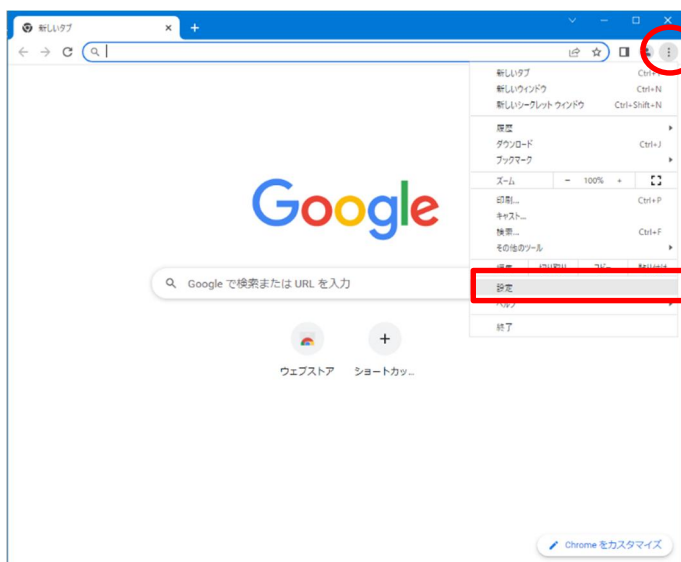 新しいタブ
新しいタブ Ctrl+
新しいウィンドウ Ctrl+N
新しいシークレット ウィンドウ Ctrl+Shift+N
履歴
ダウンロード Ctrl+J
ブックマーク
ズーム - 100% +
印刷... Ctrl+P
キャスト...
検索... Ctrl+F
その他のツール
設定
ヘルプ
終了
Google
Google で検索または URL を入力
ウェブストア ショートカッ...
Chrome をカスタマイズ